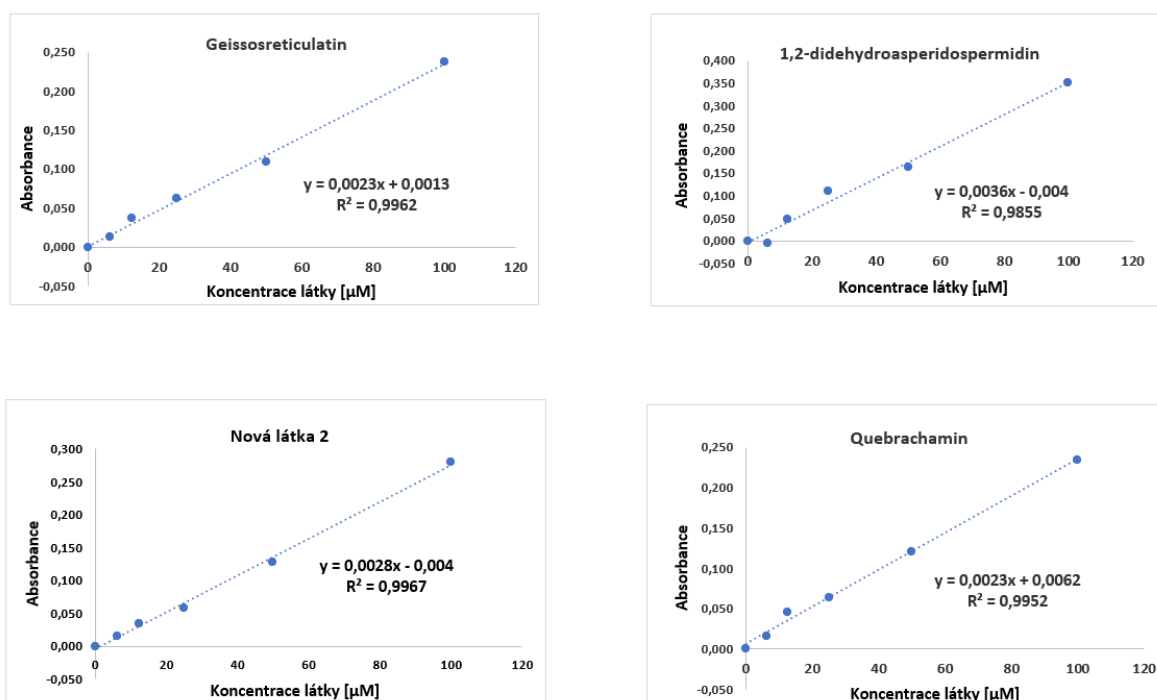 Geissosreticulatin
0,250
0,200
0,150
0,100
0,050
0,000
-0,050
Absorbance
y = 0,0023x + 0,0013
R² = 0,9962
0 20 40 60 80 100 120
Koncentrace látky [µM]
1,2-didehydroasperidospermidin
0,400
0,350
0,300
0,250
0,200
0,150
0,100
0,050
0,000
-0,050
Absorbance
y = 0,0036x - 0,004
R² = 0,9855
0 20 40 60 80 100 120
Koncentrace látky [µM]
Nová látka 2
0,300
0,250
0,200
0,150
0,100
0,050
0,000
-0,050
Absorbance
y = 0,0028x - 0,004
R² = 0,9967
0 20 40 60 80 100 120
Koncentrace látky [µM]
Quebrachamin
0,250
0,200
0,150
0,100
0,050
0,000
-0,050
Absorbance
y = 0,0023x + 0,0062
R² = 0,9952
0 20 40 60 80 100 120
Koncentrace látky [µM]